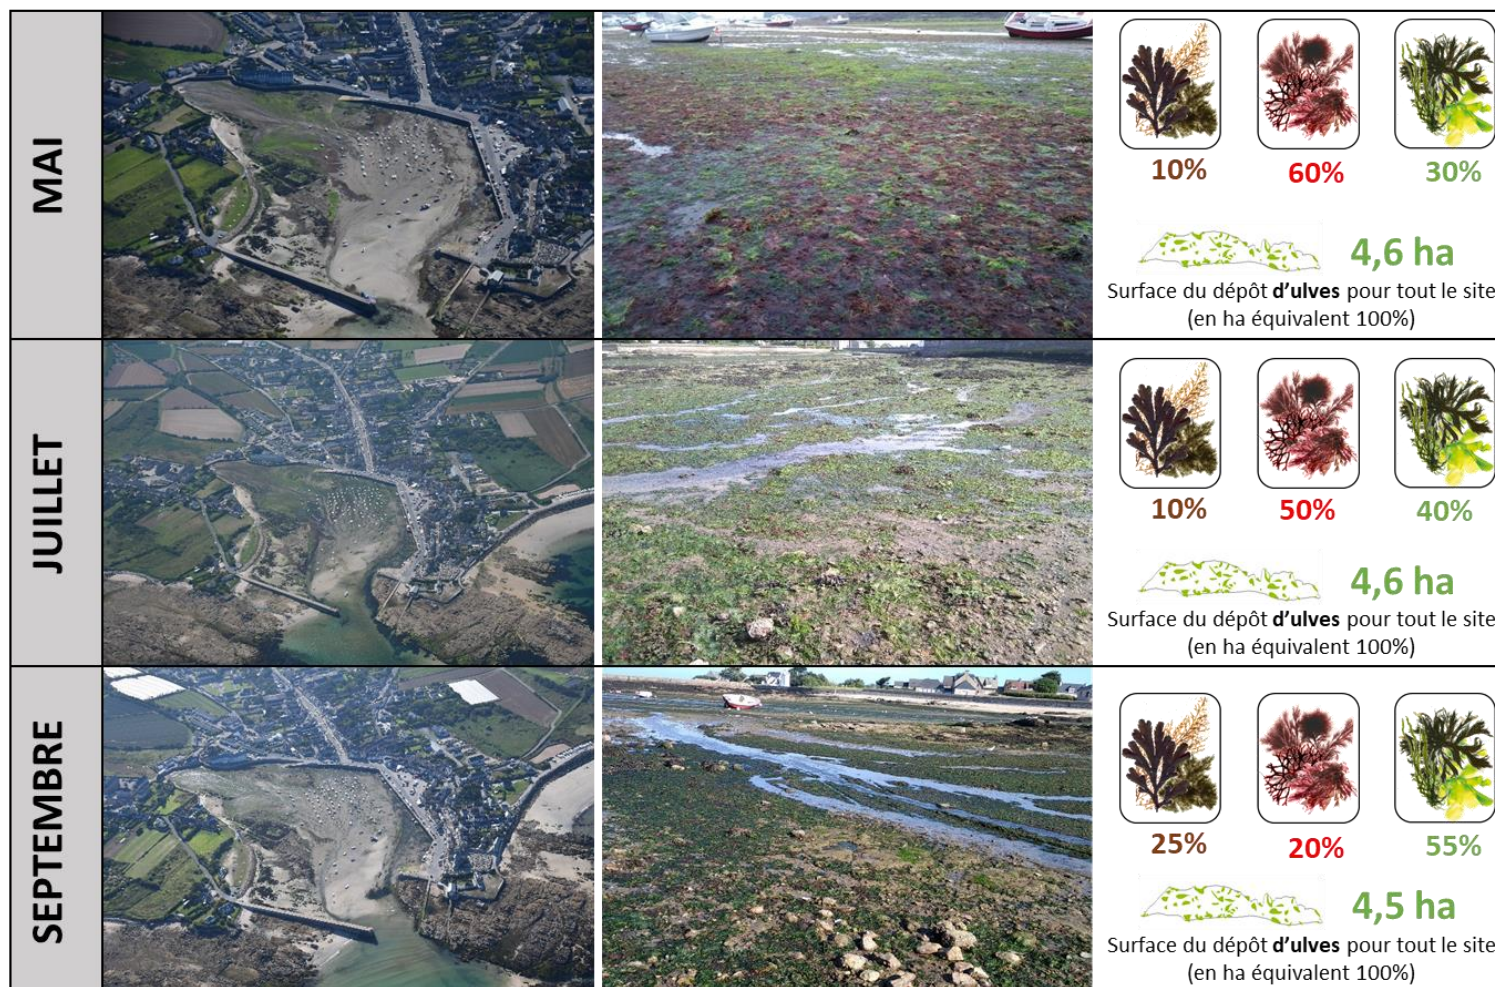 MAI
10% 60% 30%
4,6 ha
Surface du dépôt d'ulves pour tout le site
(en ha équivalent 100%)
JUILLET
10% 50% 40%
4,6 ha
Surface du dépôt d'ulves pour tout le site
(en ha équivalent 100%)
SEPTEMBRE
25% 20% 55%
4,5 ha
Surface du dépôt d'ulves pour tout le site
(en ha équivalent 100%)